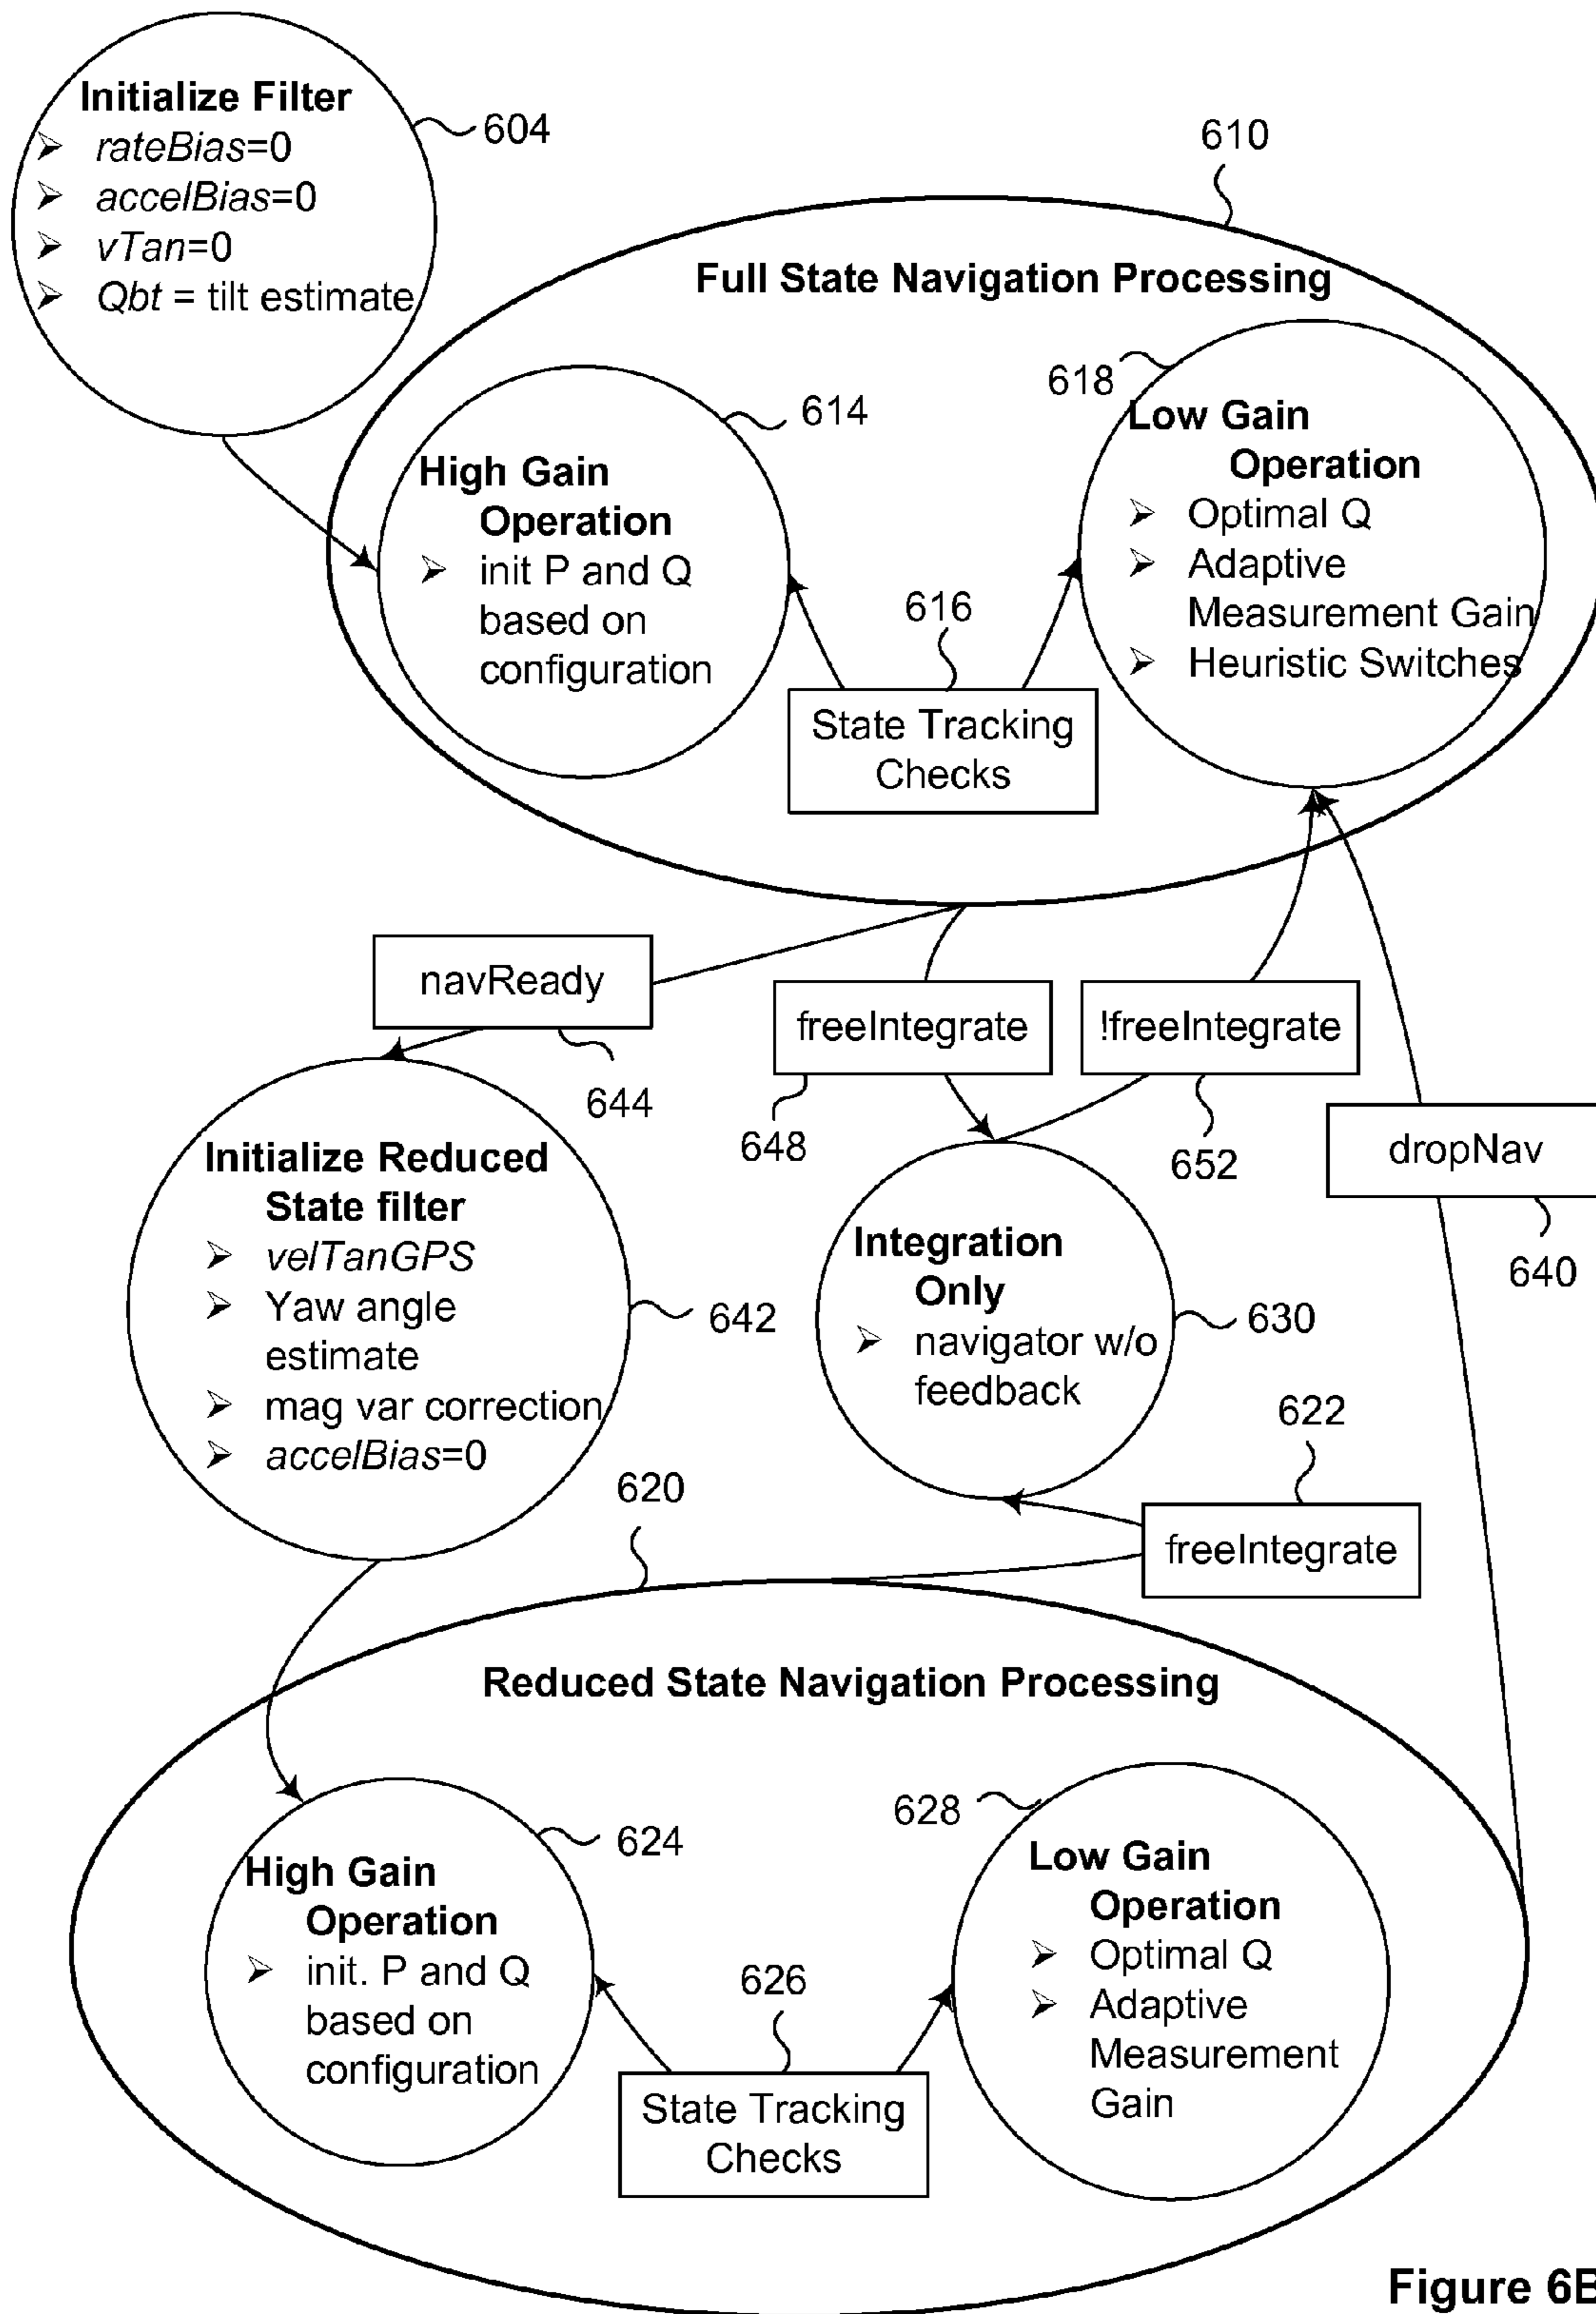 Initialize Filter
➢ rateBias=0
➢ accelBias=0
➢ vTan=0
➢ Qbt = tilt estimate
604
610
Full State Navigation Processing
614
High Gain
Operation
➢ init P and Q
based on
configuration
616
State Tracking
Checks
618
Low Gain
Operation
➢ Optimal Q
➢ Adaptive
Measurement Gain
➢ Heuristic Switches
navReady
644
freeIntegrate
648
!freeIntegrate
652
dropNav
640
Initialize Reduced
State filter
➢ velTanGPS
➢ Yaw angle
estimate
➢ mag var correction
➢ accelBias=0
642
Integration
Only
➢ navigator w/o
feedback
630
622
freeIntegrate
620
Reduced State Navigation Processing
624
High Gain
Operation
➢ init. P and Q
based on
configuration
626
State Tracking
Checks
628
Low Gain
Operation
➢ Optimal Q
➢ Adaptive
Measurement
Gain
Figure 6B